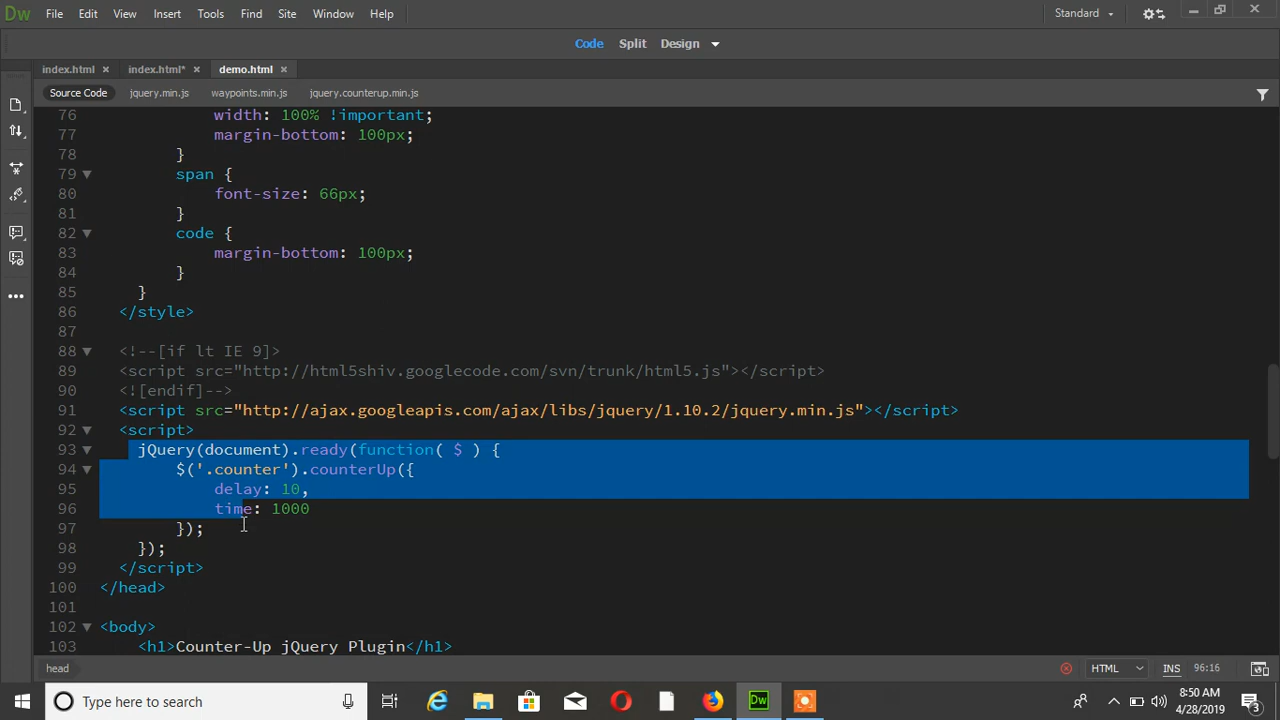 Dw File Edit View Insert Tools Find Site Window Help Standard
Code Split Design
index.html index.html* demo.html
Source Code jquery.min.js waypoints.min.js jquery.counterup.min.js
76 width: 100% !important;
77 margin-bottom: 100px;
78 }
79 span {
80 font-size: 66px;
81 }
82 code {
83 margin-bottom: 100px;
84 }
85 }
86 </style>
87
88 <!--[if lt IE 9]>
89 <script src="http://html5shiv.googlecode.com/svn/trunk/html5.js"></script>
90 <![endif]-->
91 <script src="http://ajax.googleapis.com/ajax/libs/jquery/1.10.2/jquery.min.js"></script>
92 <script>
93 jQuery(document).ready(function( $ ) {
94 $('.counter').counterUp({
95 delay: 10,
96 time: 1000
97 });
98 });
99 </script>
100 </head>
101
102 <body>
103 <h1>Counter-Up jQuery Plugin</h1>
head HTML INS 96:16
Type here to search Dw 8:50 AM
4/28/2019 3